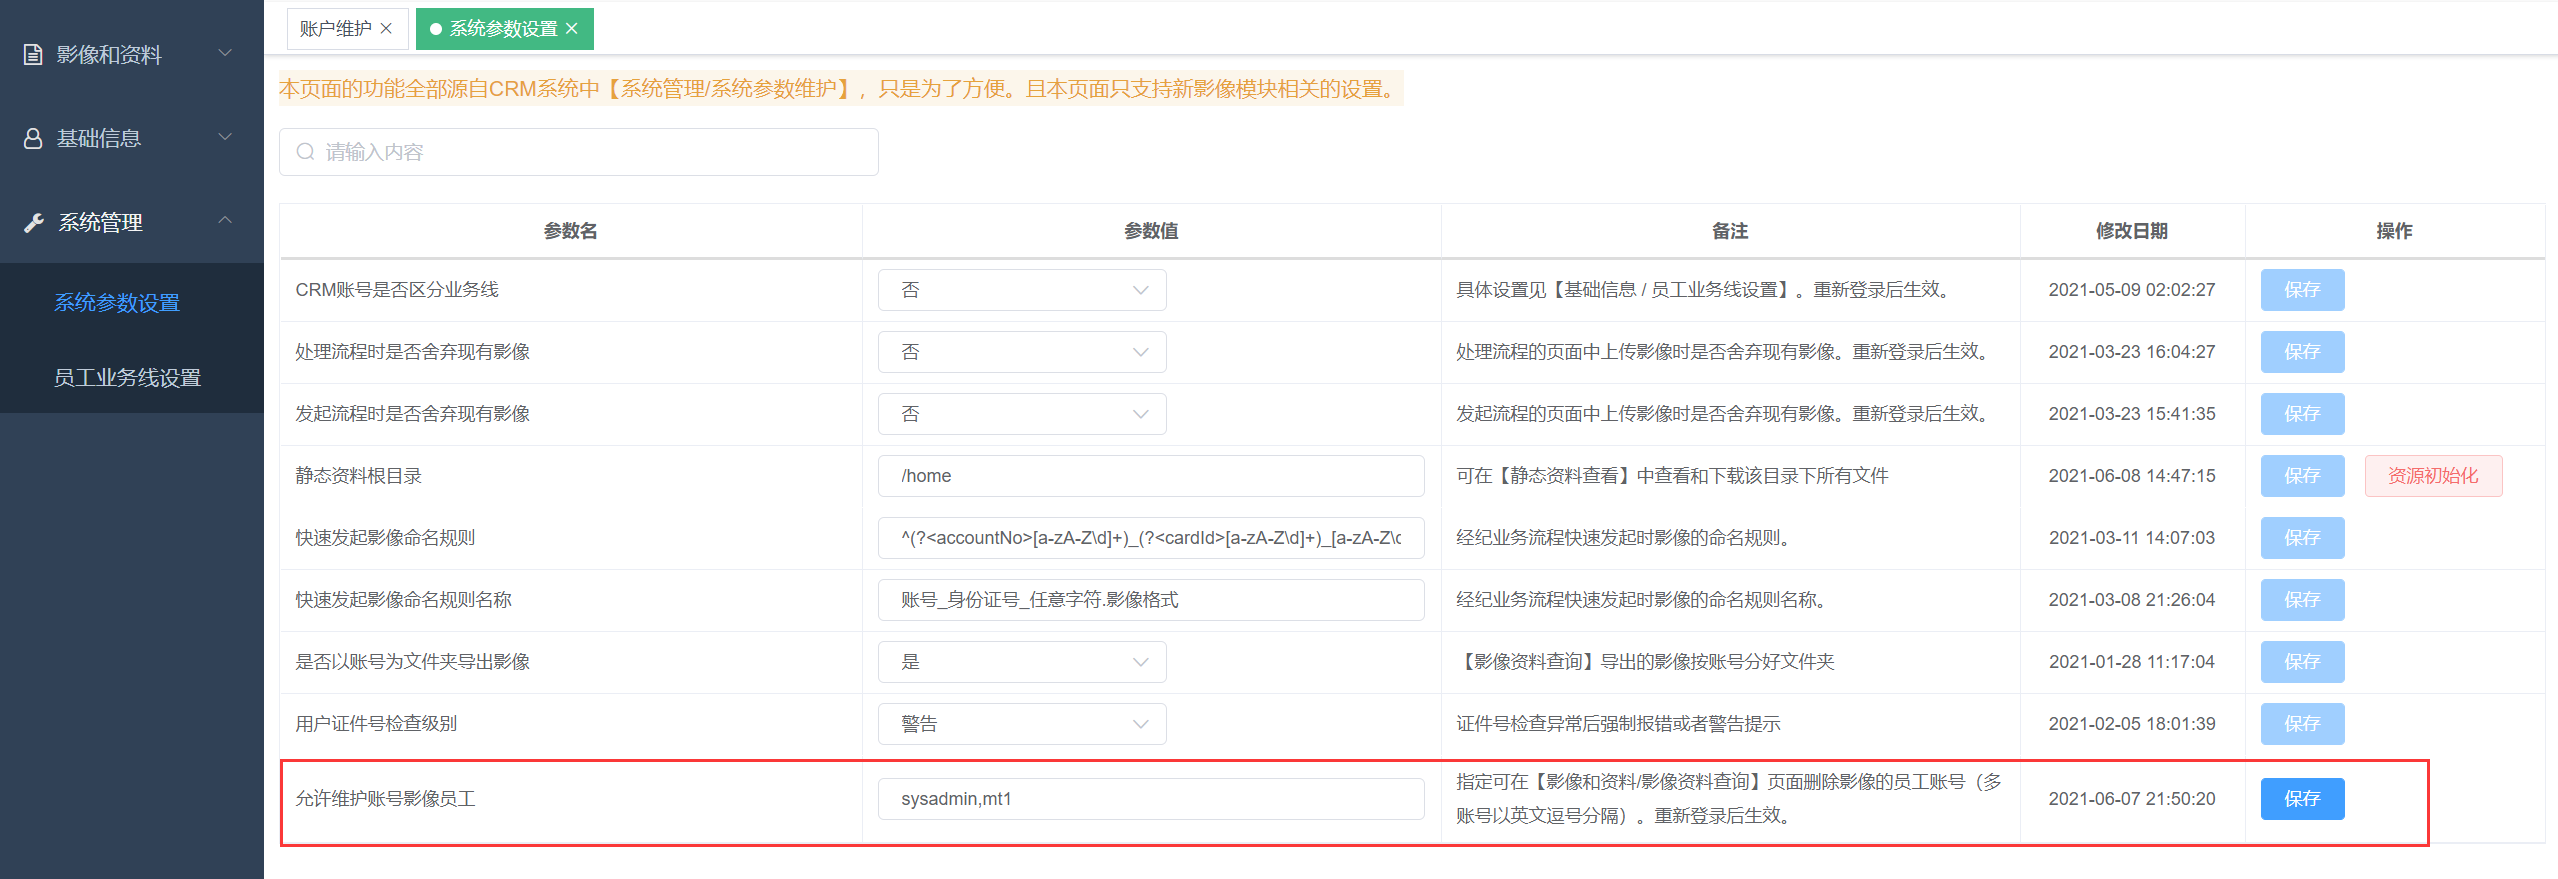 影像和资料
基础信息
系统管理
系统参数设置
员工业务线设置
账户维护
系统参数设置
本页面的功能全部源自CRM系统中【系统管理/系统参数维护】，只是为了方便。且本页面只支持新影像模块相关的设置。
请输入内容
参数名 参数值 备注 修改日期 操作
CRM账号是否区分业务线 否 具体设置见【基础信息 / 员工业务线设置】。重新登录后生效。 2021-05-09 02:02:27 保存
处理流程时是否舍弃现有影像 否 处理流程的页面中上传影像时是否舍弃现有影像。重新登录后生效。 2021-03-23 16:04:27 保存
发起流程时是否舍弃现有影像 否 发起流程的页面中上传影像时是否舍弃现有影像。重新登录后生效。 2021-03-23 15:41:35 保存
静态资料根目录 /home 可在【静态资料查看】中查看和下载该目录下所有文件 2021-06-08 14:47:15 保存 资源初始化
快速发起影像命名规则 ^(?<accountNo>[a-zA-Z\d]+)_(?<cardId>[a-zA-Z\d]+)_[a-zA-Z\ 经纪业务流程快速发起时影像的命名规则。 2021-03-11 14:07:03 保存
快速发起影像命名规则名称 账号_身份证号_任意字符.影像格式 经纪业务流程快速发起时影像的命名规则名称。 2021-03-08 21:26:04 保存
是否以账号为文件夹导出影像 是 【影像资料查询】导出的影像按账号分好文件夹 2021-01-28 11:17:04 保存
用户证件号检查级别 警告 证件号检查异常后强制报错或者警告提示 2021-02-05 18:01:39 保存
允许维护账号影像员工 sysadmin,mt1 指定可在【影像和资料/影像资料查询】页面删除影像的员工账号（多
账号以英文逗号分隔）。重新登录后生效。 2021-06-07 21:50:20 保存